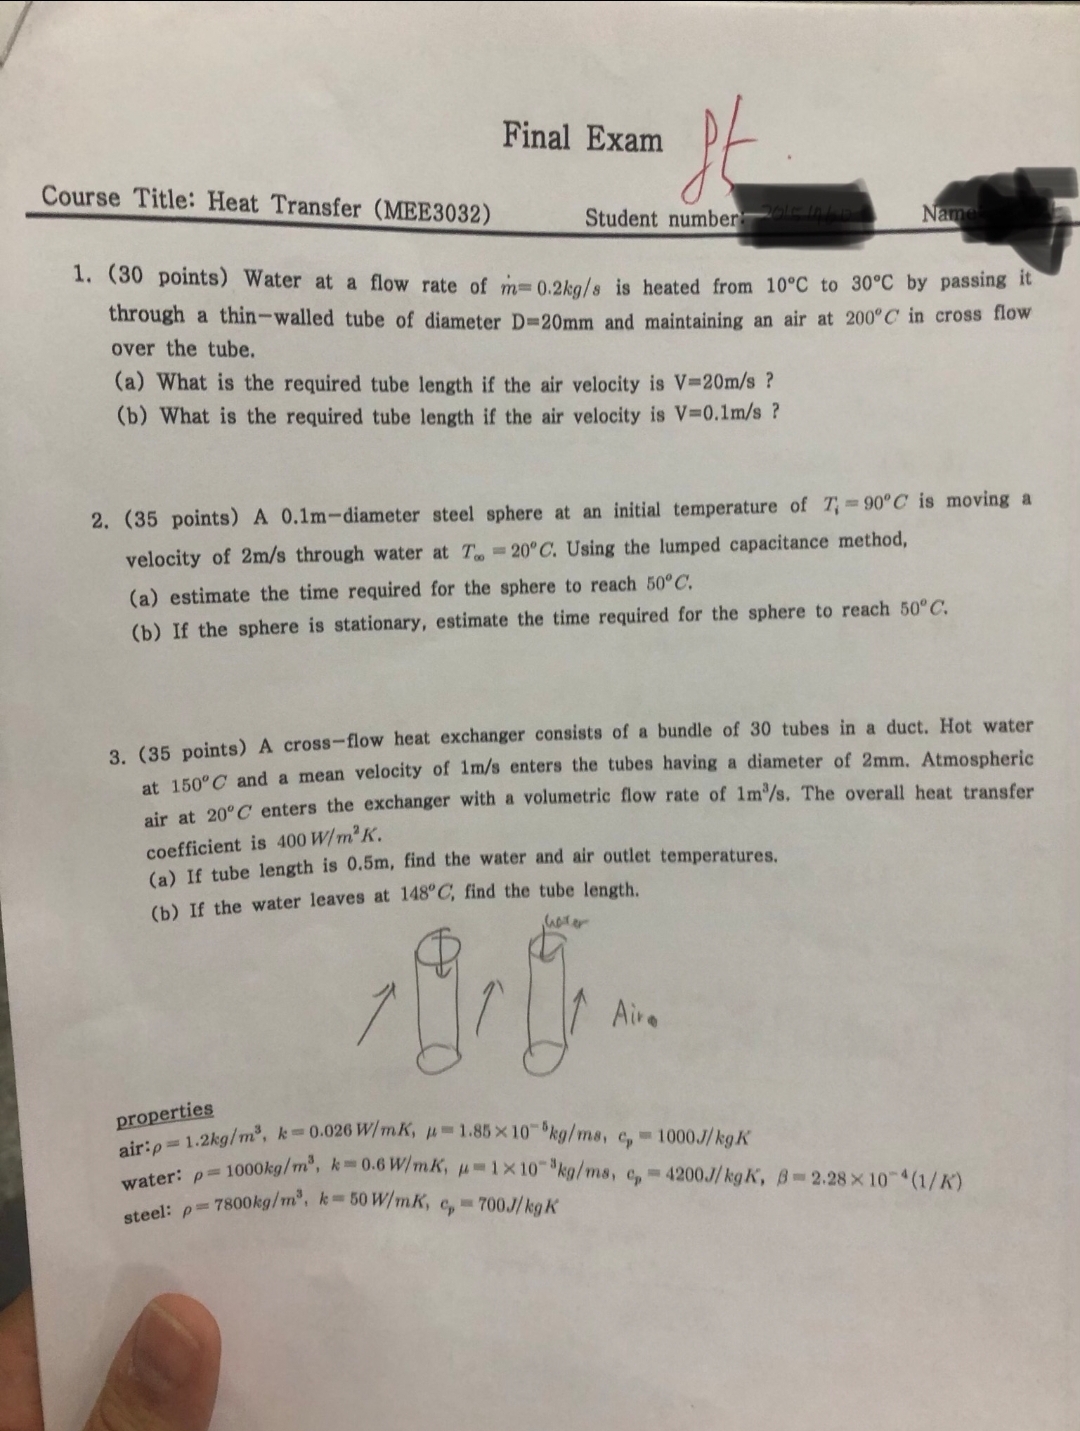 Final Exam
Course Title: Heat Transfer (MEE3032) Student number: Name
1. (30 points) Water at a flow rate of ṁ=0.2kg/s is heated from 10°C to 30°C by passing it
through a thin-walled tube of diameter D=20mm and maintaining an air at 200°C in cross flow
over the tube.
(a) What is the required tube length if the air velocity is V=20m/s ?
(b) What is the required tube length if the air velocity is V=0.1m/s ?
2. (35 points) A 0.1m-diameter steel sphere at an initial temperature of Tᵢ=90°C is moving a
velocity of 2m/s through water at T∞=20°C. Using the lumped capacitance method,
(a) estimate the time required for the sphere to reach 50°C.
(b) If the sphere is stationary, estimate the time required for the sphere to reach 50°C.
3. (35 points) A cross-flow heat exchanger consists of a bundle of 30 tubes in a duct. Hot water
at 150°C and a mean velocity of 1m/s enters the tubes having a diameter of 2mm. Atmospheric
air at 20°C enters the exchanger with a volumetric flow rate of 1m³/s. The overall heat transfer
coefficient is 400 W/m²K.
(a) If tube length is 0.5m, find the water and air outlet temperatures.
(b) If the water leaves at 148°C, find the tube length.
water
Air
properties
air:ρ=1.2kg/m³, k=0.026 W/mK, μ=1.85×10⁻⁵kg/ms, cₚ=1000J/kgK
water: ρ=1000kg/m³, k=0.6 W/mK, μ=1×10⁻³kg/ms, cₚ=4200J/kgK, β=2.28×10⁻⁴(1/K)
steel: ρ=7800kg/m³, k=50 W/mK, cₚ=700J/kgK